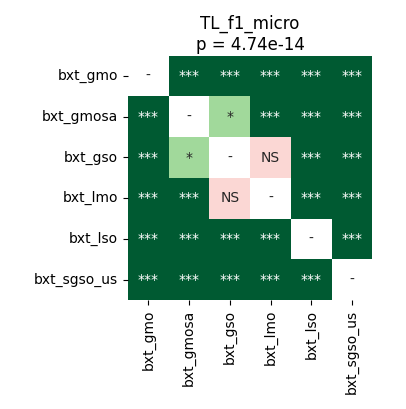 TL_f1_micro
p = 4.74e-14
bxt_gmo - *** *** *** *** ***
bxt_gmosa *** - * *** *** ***
bxt_gso *** * - NS *** ***
bxt_lmo *** *** NS - *** ***
bxt_lso *** *** *** *** - ***
bxt_sgso_us *** *** *** *** *** -
bxt_gmo
bxt_gmosa
bxt_gso
bxt_lmo
bxt_lso
bxt_sgso_us